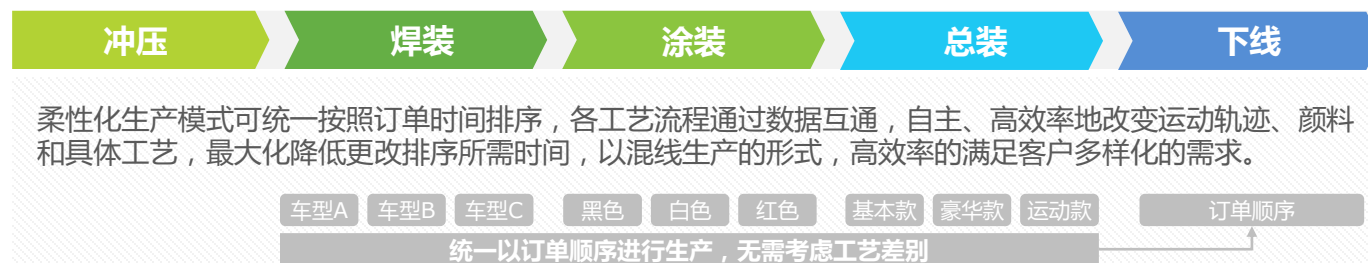 冲压 焊装 涂装 总装 下线
柔性化生产模式可统一按照订单时间排序，各工艺流程通过数据互通，自主、高效率地改变运动轨迹、颜料
和具体工艺，最大化降低更改排序所需时间，以混线生产的形式，高效率的满足客户多样化的需求。
车型A 车型B 车型C 黑色 白色 红色 基本款 豪华款 运动款 订单顺序
统一以订单顺序进行生产，无需考虑工艺差别